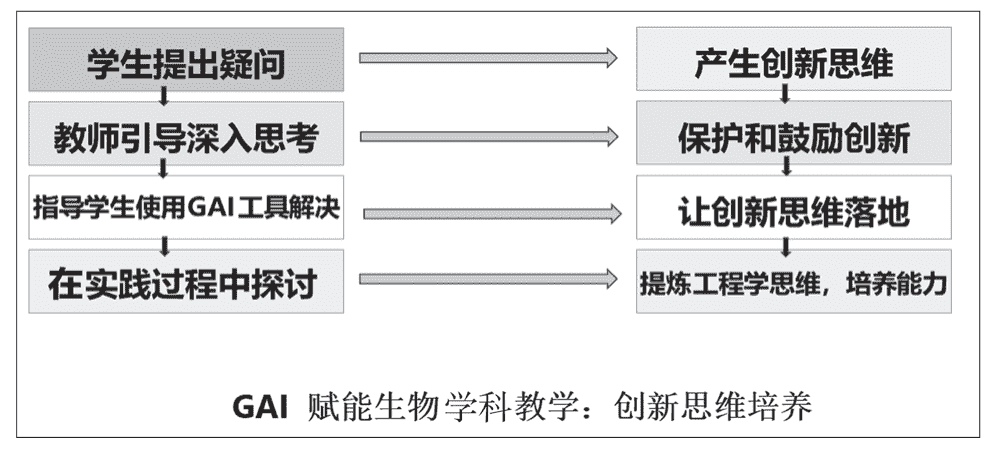 学生提出疑问
产生创新思维
教师引导深入思考
保护和鼓励创新
指导学生使用GAI工具解决
让创新思维落地
在实践过程中探讨
提炼工程学思维，培养能力
GAI 赋能生物学科教学：创新思维培养